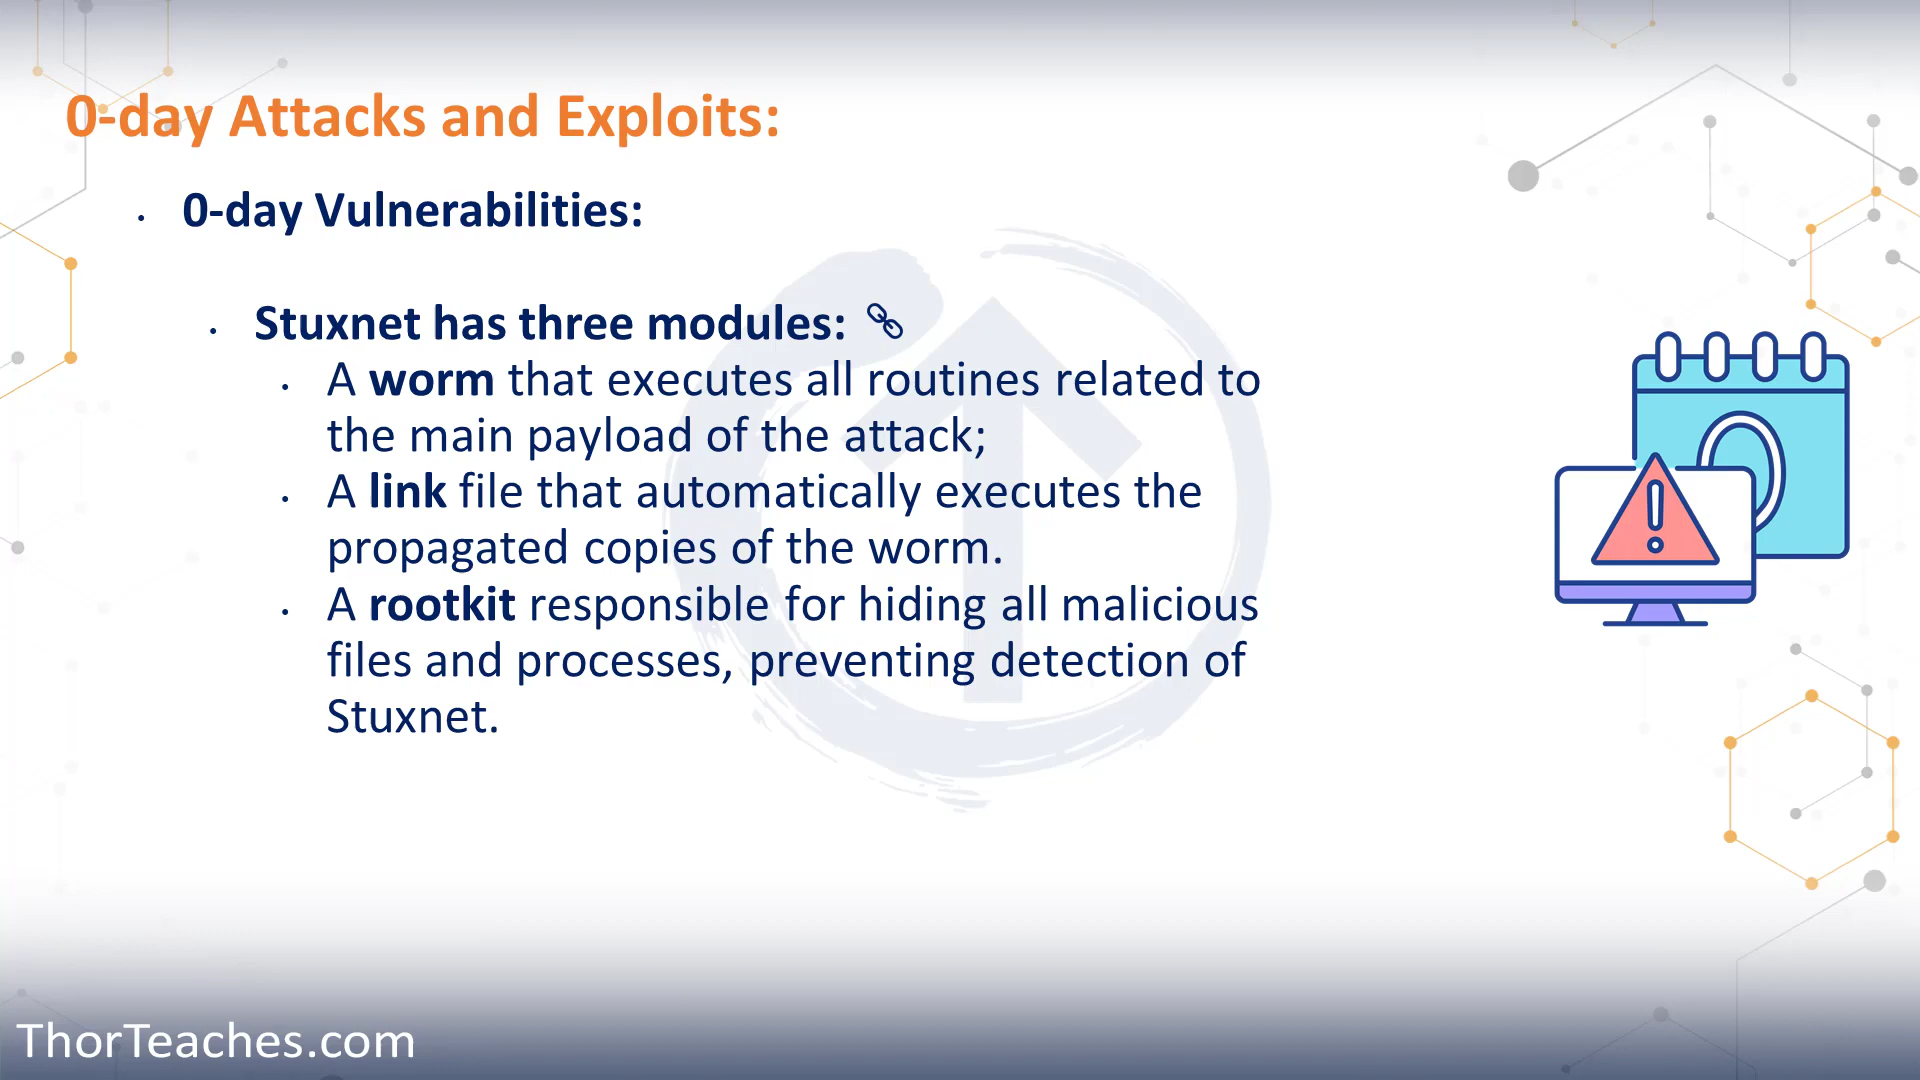 0-day Attacks and Exploits:
• 0-day Vulnerabilities:
• Stuxnet has three modules:
• A worm that executes all routines related to
the main payload of the attack;
• A link file that automatically executes the
propagated copies of the worm.
• A rootkit responsible for hiding all malicious
files and processes, preventing detection of
Stuxnet.
ThorTeaches.com